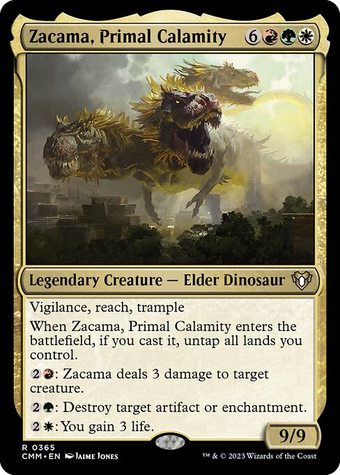 Zacama, Primal Calamity 6
Legendary Creature — Elder Dinosaur
Vigilance, reach, trample
When Zacama, Primal Calamity enters the
battlefield, if you cast it, untap all lands you
control.
2: Zacama deals 3 damage to target
creature.
2: Destroy target artifact or enchantment.
2: You gain 3 life.
9/9
R 0365
CMM • EN Jaime Jones
™ & © 2023 Wizards of the Coast